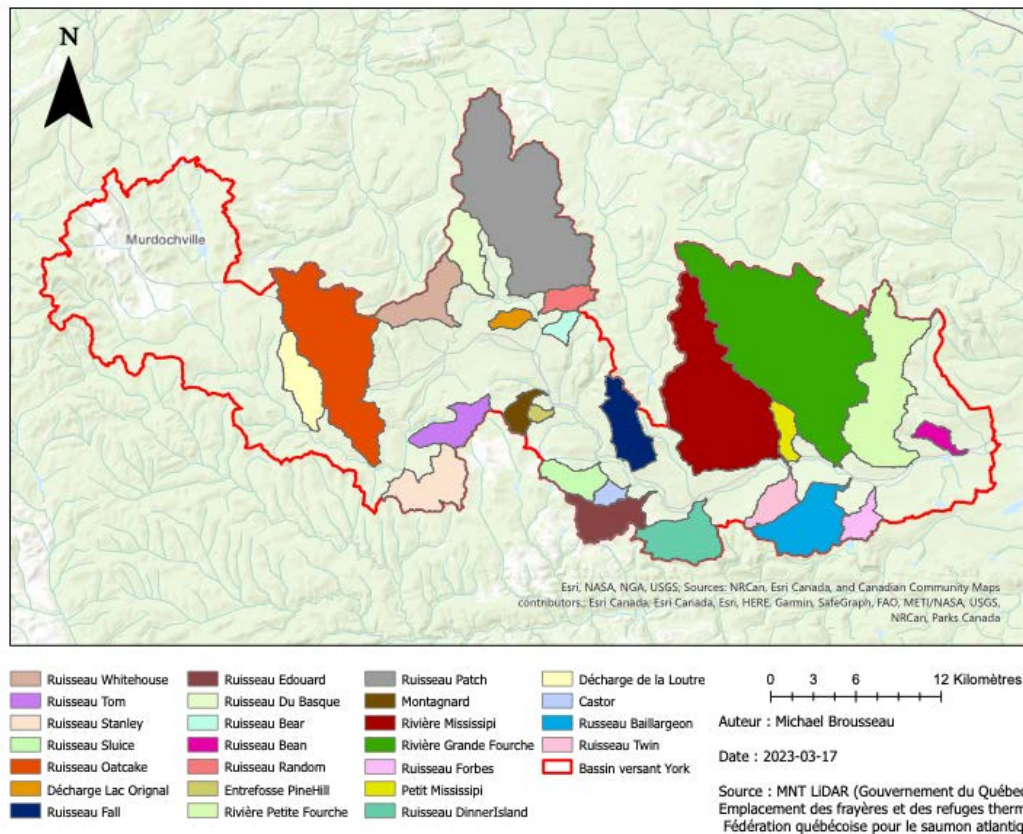 N
Murdochville
Esri, NASA, NGA, USGS; Sources: NRCan, Esri Canada, and Canadian Community Maps
contributors.; Esri Canada, Esri Canada, Esri, HERE, Garmin, SafeGraph, FAO, METI/NASA, USGS,
NRCan, Parks Canada
Ruisseau Whitehouse
Ruisseau Tom
Ruisseau Stanley
Ruisseau Sluice
Ruisseau Oatcake
Décharge Lac Orignal
Ruisseau Fall
Ruisseau Edouard
Ruisseau Du Basque
Ruisseau Bear
Ruisseau Bean
Ruisseau Random
Entrefosse PineHill
Rivière Petite Fourche
Ruisseau Patch
Montagnard
Rivière Mississipi
Rivière Grande Fourche
Ruisseau Forbes
Petit Mississipi
Ruisseau DinnerIsland
Décharge de la Loutre
Castor
Russeau Baillargeon
Ruisseau Twin
Bassin versant York
0 3 6 12 Kilomètres
Auteur : Michael Brousseau
Date : 2023-03-17
Source : MNT LiDAR (Gouvernement du Québec
Emplacement des frayères et des refuges therm
Fédération québécoise pour le saumon atlantiq